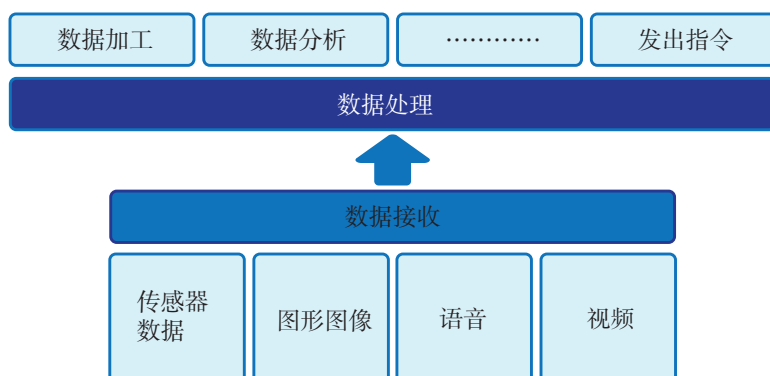 数据加工
数据分析
…………
发出指令
数据处理
数据接收
传感器
数据
图形图像
语音
视频